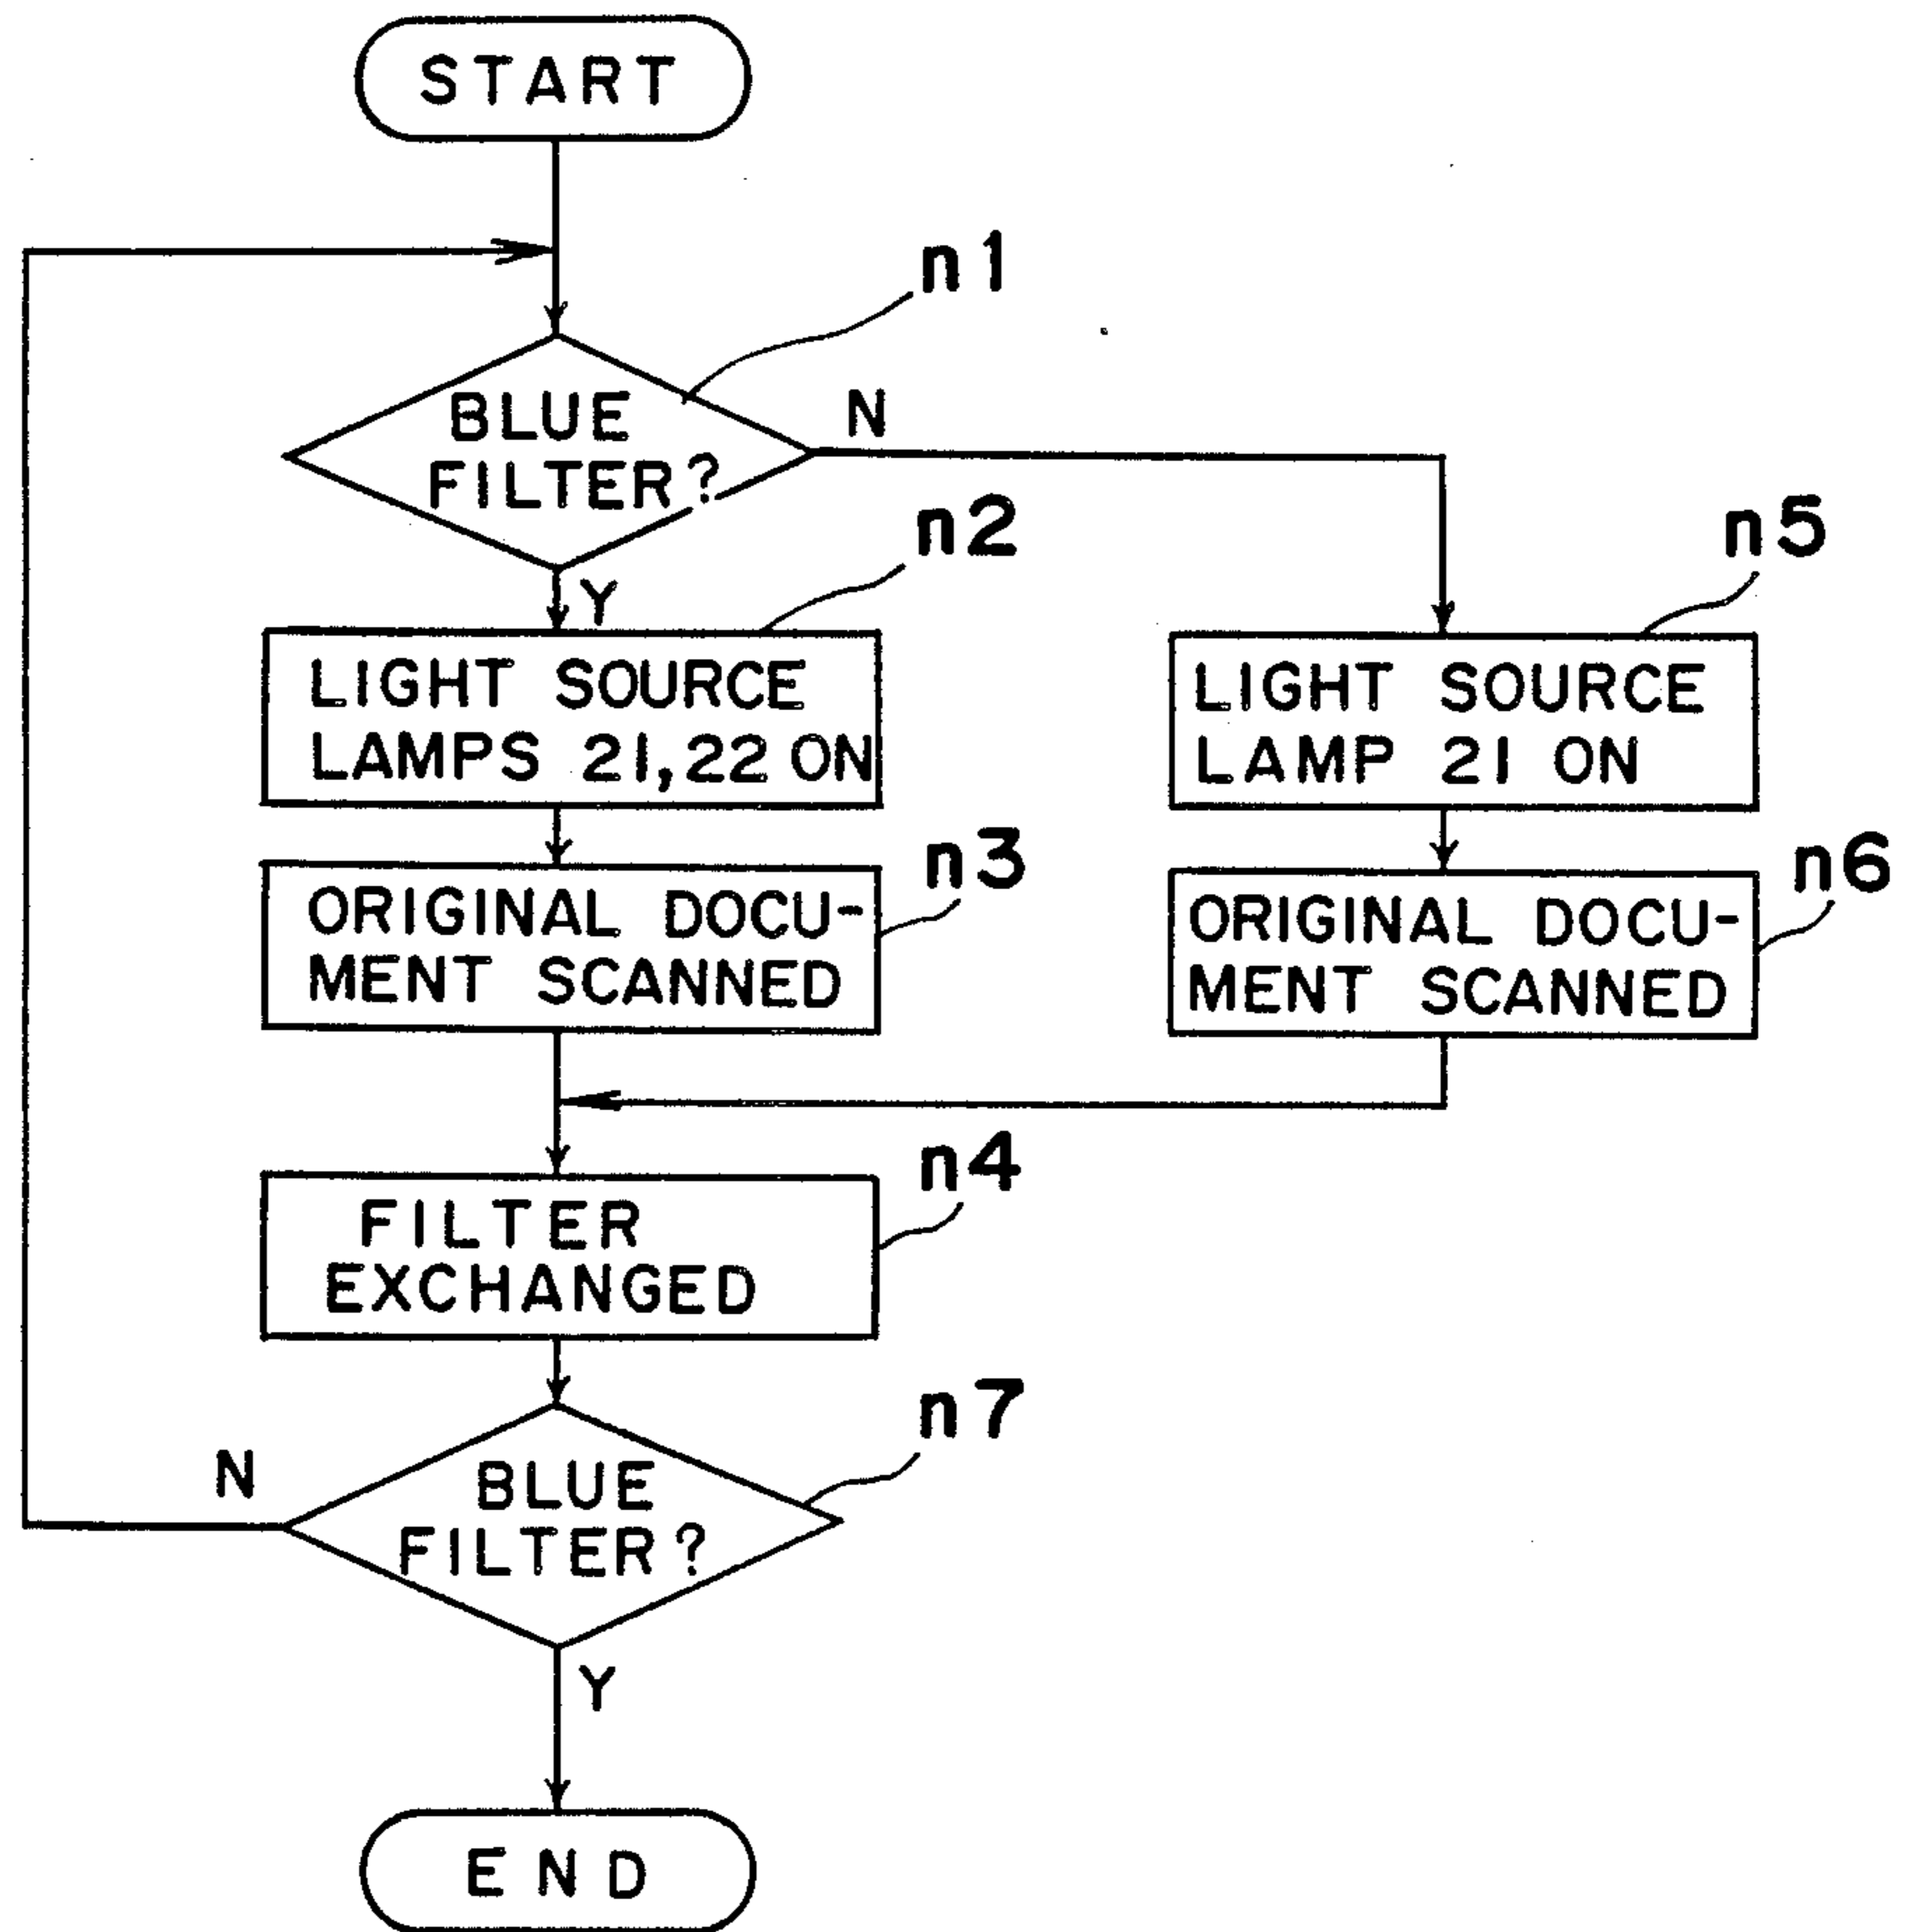 START
n1
BLUE
FILTER?
N
Y
n2
LIGHT SOURCE
LAMPS 21,22 ON
n5
LIGHT SOURCE
LAMP 21 ON
n3
ORIGINAL DOCU-
MENT SCANNED
n6
ORIGINAL DOCU-
MENT SCANNED
n4
FILTER
EXCHANGED
n7
BLUE
FILTER?
N
Y
END